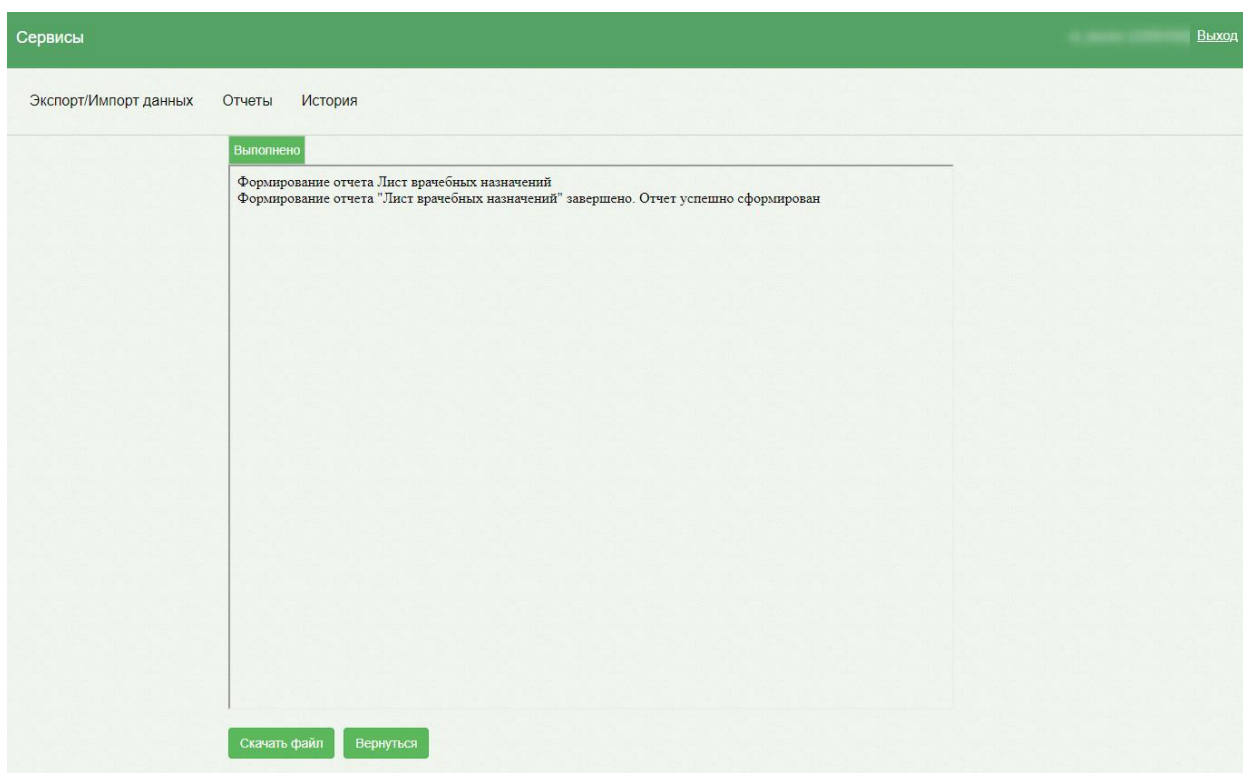 Сервисы
Выход
Экспорт/Импорт данных Отчеты История
Выполнено
Формирование отчета Лист врачебных назначений
Формирование отчета "Лист врачебных назначений" завершено. Отчет успешно сформирован
Скачать файл Вернуться